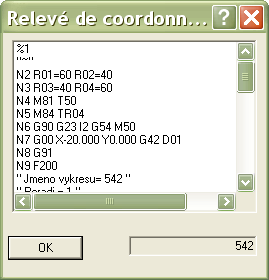 Relevé de coordonn...
%1
N2 R01=60 R02=40
N3 R03=40 R04=60
N4 M81 T50
N5 M84 TR04
N6 G90 G23 I2 G54 M50
N7 G00 X-20.000 Y0.000 G42 D01
N8 G91
N9 F200
" Jmeno vykresu= 542 "
" Poradi = 1 "
OK
542